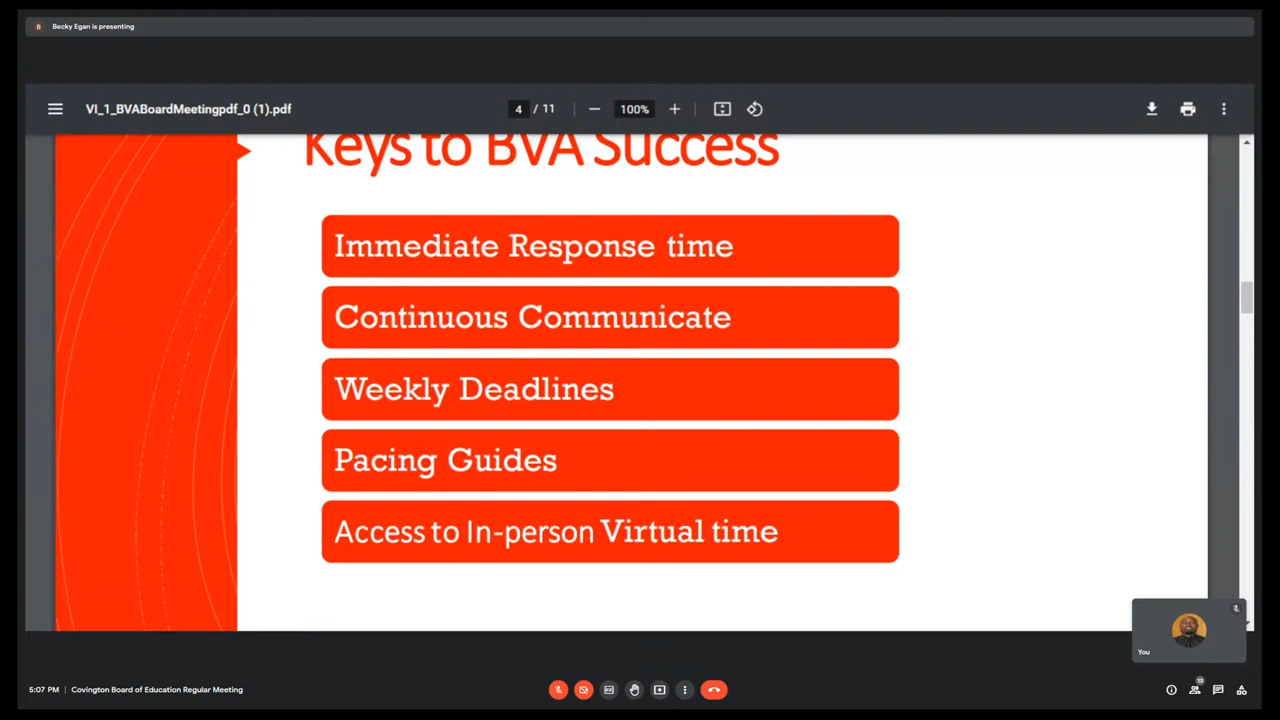 B Becky Egan is presenting
VI_1_BVABoardMeetingpdf_0 (1).pdf 4 / 11 100%
Keys to BVA Success
Immediate Response time
Continuous Communicate
Weekly Deadlines
Pacing Guides
Access to In-person Virtual time
You
5:07 PM | Covington Board of Education Regular Meeting
13